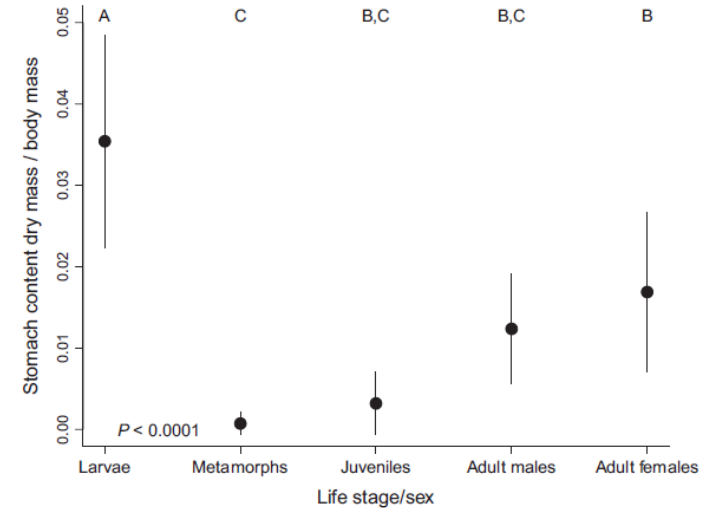 A C B,C B,C B
Stomach content dry mass / body mass
0.05
0.04
0.03
0.02
0.01
0.00
P < 0.0001
Larvae Metamorphs Juveniles Adult males Adult females
Life stage/sex